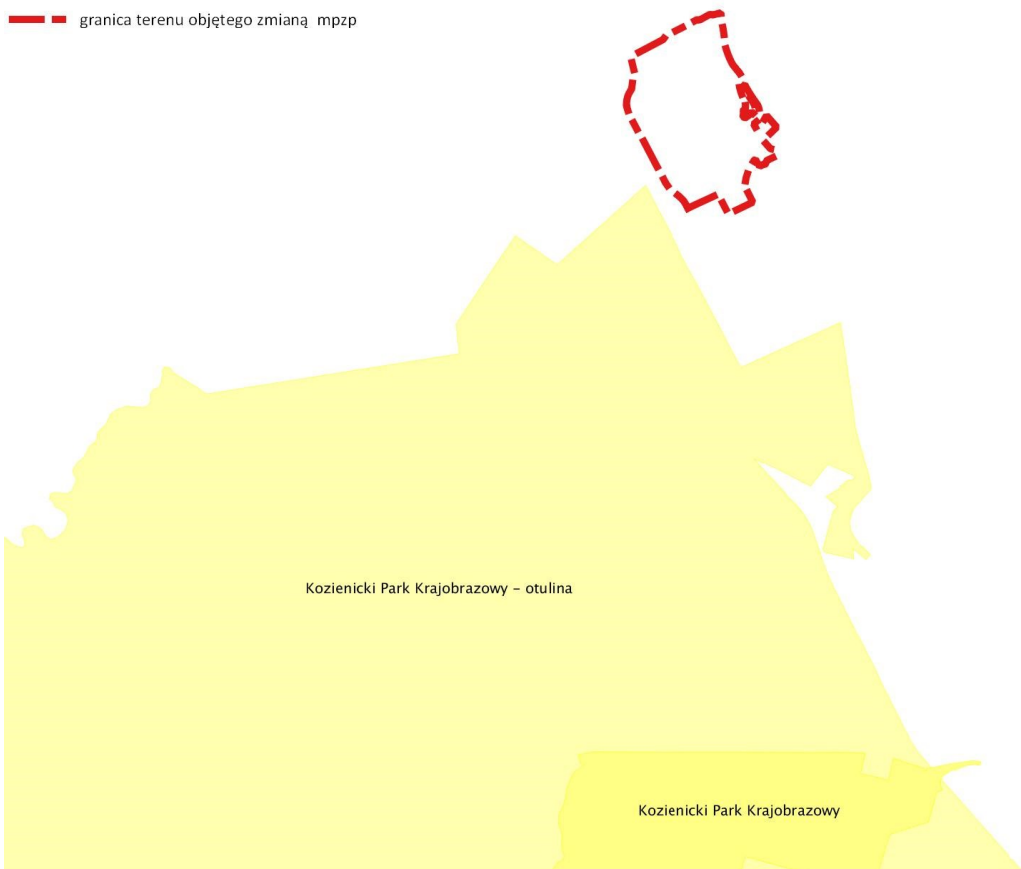 granica terenu objętego zmianą mpzp
Kozienicki Park Krajobrazowy - otulina
Kozienicki Park Krajobrazowy